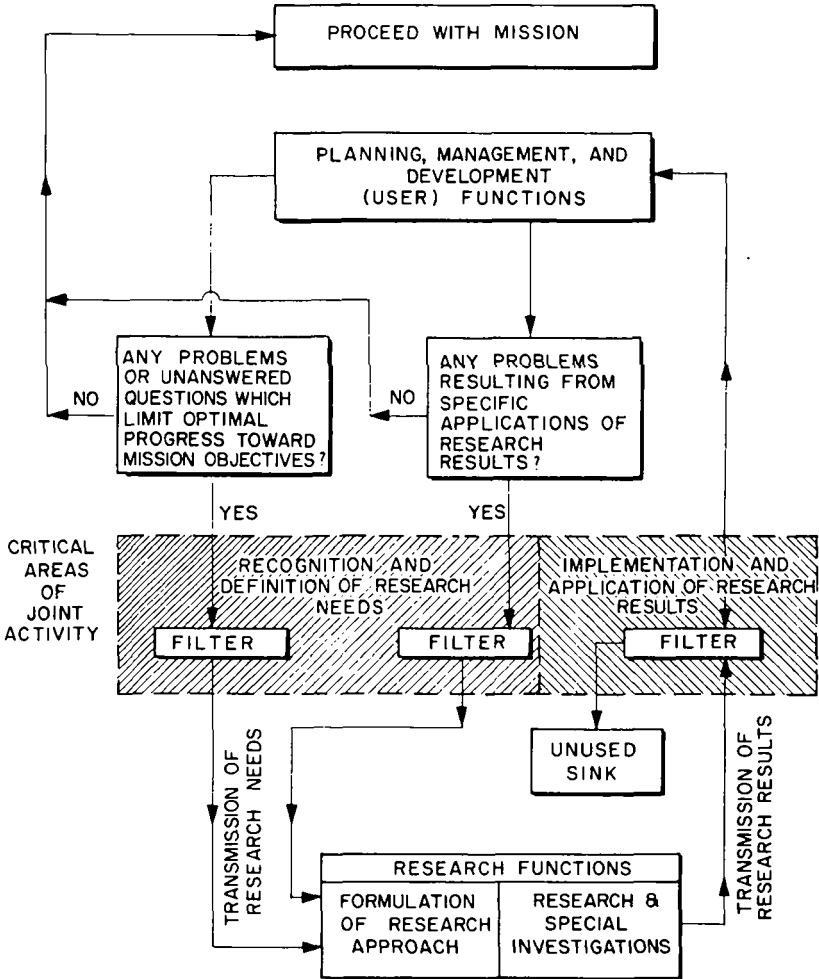 PROCEED WITH MISSION
PLANNING, MANAGEMENT, AND
DEVELOPMENT
(USER) FUNCTIONS
ANY PROBLEMS
OR UNANSWERED
QUESTIONS WHICH
LIMIT OPTIMAL
PROGRESS TOWARD
MISSION OBJECTIVES?
NO
ANY PROBLEMS
RESULTING FROM
SPECIFIC
APPLICATIONS OF
RESEARCH
RESULTS?
NO
YES
YES
CRITICAL
AREAS
OF
JOINT
ACTIVITY
RECOGNITION AND
DEFINITION OF RESEARCH
NEEDS
IMPLEMENTATION AND
APPLICATION OF RESEARCH
RESULTS
FILTER
FILTER
FILTER
UNUSED
SINK
TRANSMISSION OF
RESEARCH NEEDS
TRANSMISSION OF
RESEARCH RESULTS
RESEARCH FUNCTIONS
FORMULATION
OF RESEARCH
APPROACH
RESEARCH &
SPECIAL
INVESTIGATIONS